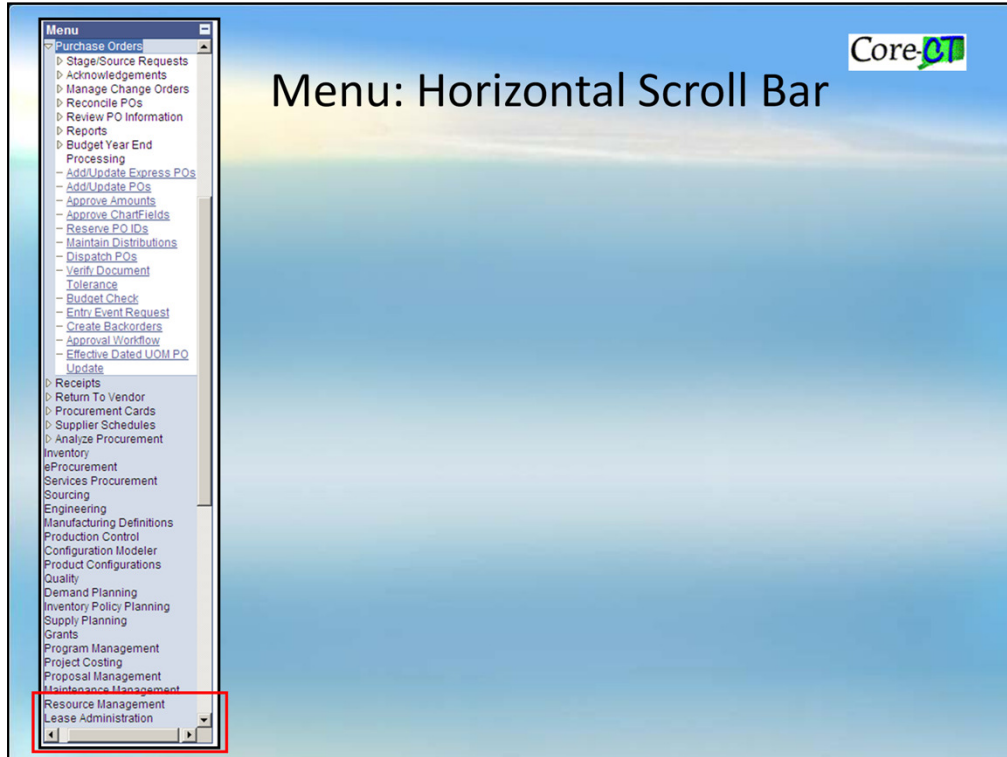 Menu
Purchase Orders
Stage/Source Requests
Acknowledgements
Manage Change Orders
Reconcile POs
Review PO Information
Reports
Budget Year End
Processing
Add/Update Express POs
Add/Update POs
Approve Amounts
Approve ChartFields
Reserve PO IDs
Maintain Distributions
Dispatch POs
Verify Document
Tolerance
Budget Check
Entry Event Request
Create Backorders
Approval Workflow
Effective Dated UOM PO
Update
Receipts
Return To Vendor
Procurement Cards
Supplier Schedules
Analyze Procurement
Inventory
eProcurement
Services Procurement
Sourcing
Engineering
Manufacturing Definitions
Production Control
Configuration Modeler
Product Configurations
Quality
Demand Planning
Inventory Policy Planning
Supply Planning
Grants
Program Management
Project Costing
Proposal Management
Maintenance Management
Resource Management
Lease Administration
Menu: Horizontal Scroll Bar
Core-CT